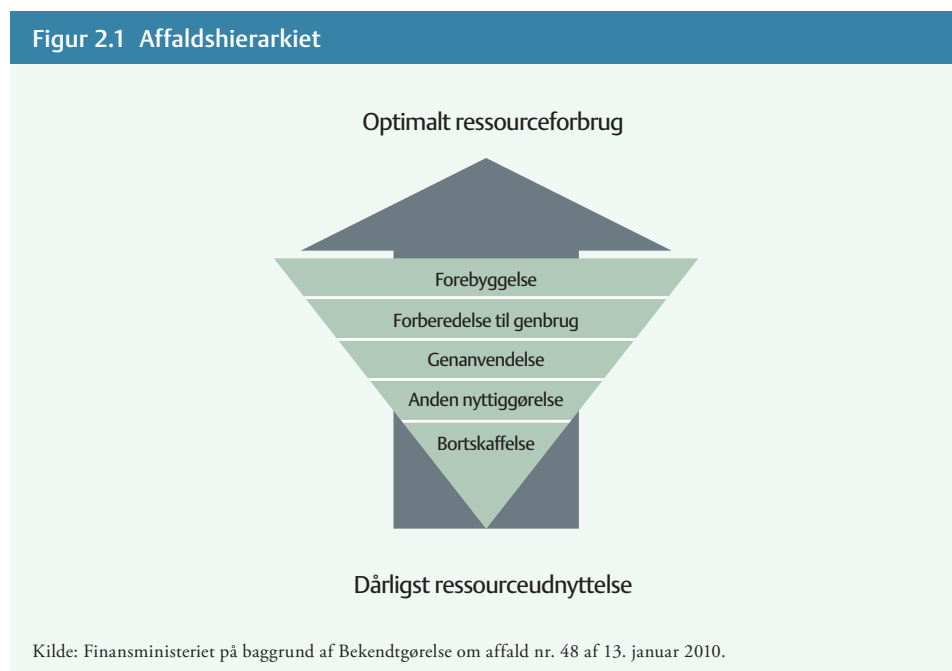 Figur 2.1 Affaldshierarkiet
Optimalt ressourceforbrug
Forebyggelse
Forberedelse til genbrug
Genanvendelse
Anden nyttiggørelse
Bortskaffelse
Dårligst ressourceudnyttelse
Kilde: Finansministeriet på baggrund af Bekendtgørelse om affald nr. 48 af 13. januar 2010.